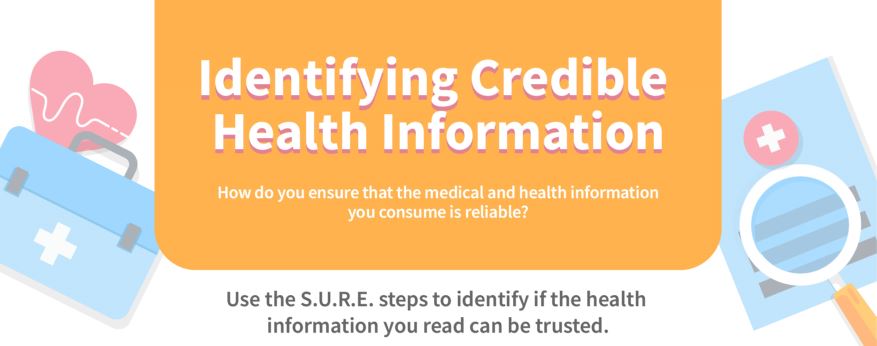 Identifying Credible
Health Information
How do you ensure that the medical and health information
you consume is reliable?
Use the S.U.R.E. steps to identify if the health
information you read can be trusted.